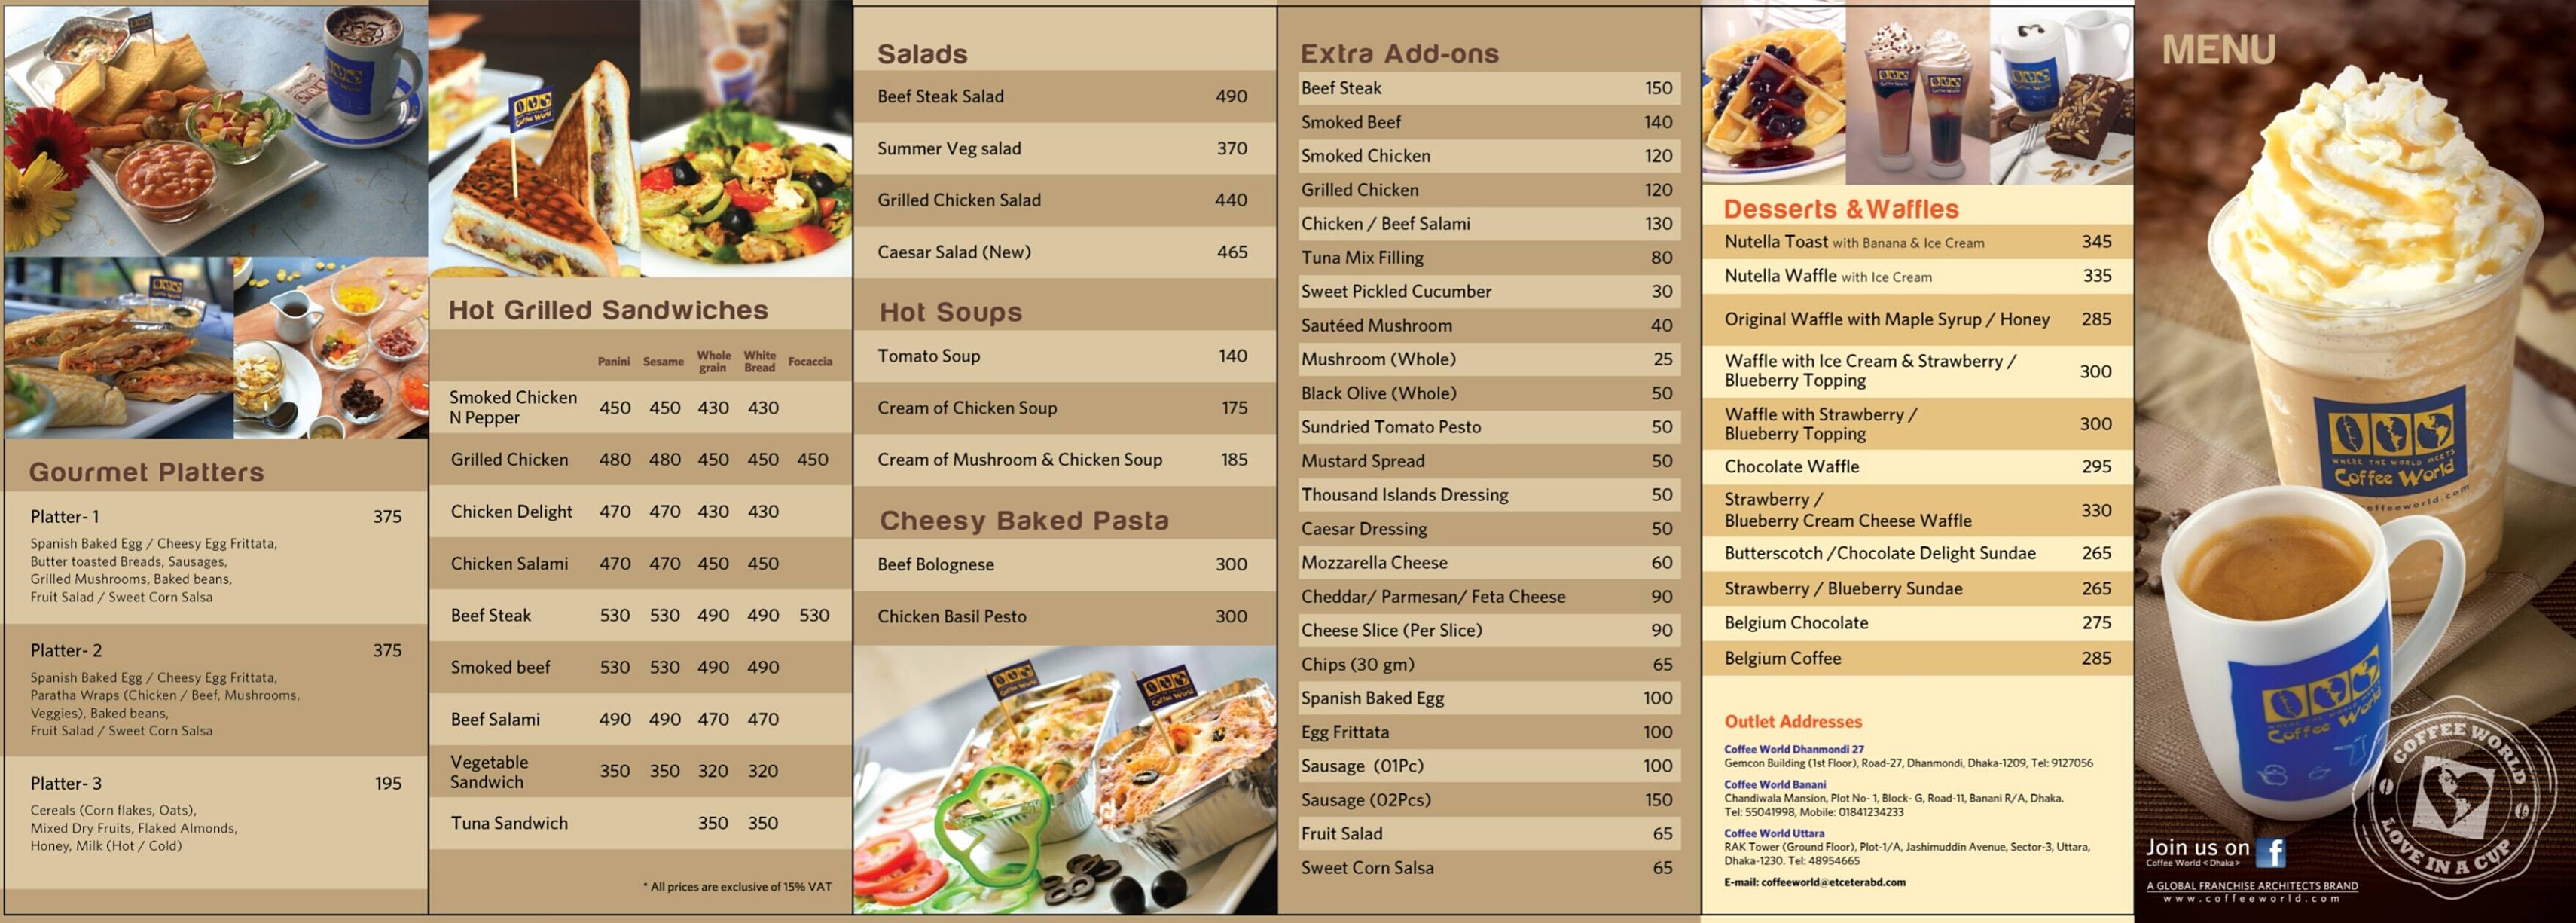 Gourmet Platters
Platter- 1 375
Spanish Baked Egg / Cheesy Egg Frittata,
Butter toasted Breads, Sausages,
Grilled Mushrooms, Baked beans,
Fruit Salad / Sweet Corn Salsa
Platter- 2 375
Spanish Baked Egg / Cheesy Egg Frittata,
Paratha Wraps (Chicken / Beef, Mushrooms,
Veggies), Baked beans,
Fruit Salad / Sweet Corn Salsa
Platter- 3 195
Cereals (Corn flakes, Oats),
Mixed Dry Fruits, Flaked Almonds,
Honey, Milk (Hot / Cold)
Coffee World
Hot Grilled Sandwiches
Panini Sesame Whole grain White Bread Focaccia
Smoked Chicken
N Pepper 450 450 430 430
Grilled Chicken 480 480 450 450 450
Chicken Delight 470 470 430 430
Chicken Salami 470 470 450 450
Beef Steak 530 530 490 490 530
Smoked beef 530 530 490 490
Beef Salami 490 490 470 470
Vegetable
Sandwich 350 350 320 320
Tuna Sandwich 350 350
* All prices are exclusive of 15% VAT
Salads
Beef Steak Salad 490
Summer Veg salad 370
Grilled Chicken Salad 440
Caesar Salad (New) 465
Hot Soups
Tomato Soup 140
Cream of Chicken Soup 175
Cream of Mushroom & Chicken Soup 185
Cheesy Baked Pasta
Beef Bolognese 300
Chicken Basil Pesto 300
Coffee World
Coffee World
Extra Add-ons
Beef Steak 150
Smoked Beef 140
Smoked Chicken 120
Grilled Chicken 120
Chicken / Beef Salami 130
Tuna Mix Filling 80
Sweet Pickled Cucumber 30
Sautéed Mushroom 40
Mushroom (Whole) 25
Black Olive (Whole) 50
Sundried Tomato Pesto 50
Mustard Spread 50
Thousand Islands Dressing 50
Caesar Dressing 50
Mozzarella Cheese 60
Cheddar/ Parmesan/ Feta Cheese 90
Cheese Slice (Per Slice) 90
Chips (30 gm) 65
Spanish Baked Egg 100
Egg Frittata 100
Sausage (01Pc) 100
Sausage (02Pcs) 150
Fruit Salad 65
Sweet Corn Salsa 65
Desserts &Waffles
Nutella Toast with Banana & Ice Cream 345
Nutella Waffle with Ice Cream 335
Original Waffle with Maple Syrup / Honey 285
Waffle with Ice Cream & Strawberry /
Blueberry Topping 300
Waffle with Strawberry /
Blueberry Topping 300
Chocolate Waffle 295
Strawberry /
Blueberry Cream Cheese Waffle 330
Butterscotch /Chocolate Delight Sundae 265
Strawberry / Blueberry Sundae 265
Belgium Chocolate 275
Belgium Coffee 285
Outlet Addresses
Coffee World Dhanmondi 27
Gemcon Building (1st Floor), Road-27, Dhanmondi, Dhaka-1209, Tel: 9127056
Coffee World Banani
Chandiwala Mansion, Plot No- 1, Block- G, Road-11, Banani R/A, Dhaka.
Tel: 55041998, Mobile: 01841234233
Coffee World Uttara
RAK Tower (Ground Floor), Plot-1/A, Jashimuddin Avenue, Sector-3, Uttara,
Dhaka-1230. Tel: 48954665
E-mail: coffeeworld@etceterabd.com
MENU
WHERE THE WORLD MEETS
Coffee World
coffeeworld.com
Coffee World
COFFEE WORLD
LOVE IN A CUP
Join us on f
Coffee World <Dhaka>
A GLOBAL FRANCHISE ARCHITECTS BRAND
www.coffeeworld.com